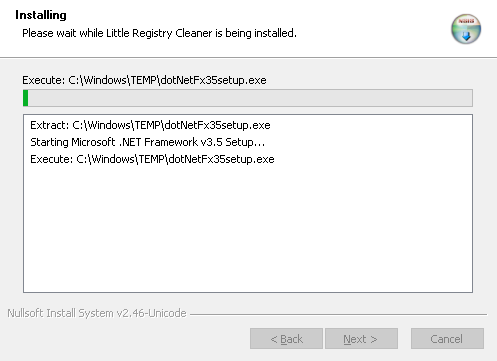 Installing
Please wait while Little Registry Cleaner is being installed.
Execute: C:\Windows\TEMP\dotNetFx35setup.exe
Extract: C:\Windows\TEMP\dotNetFx35setup.exe
Starting Microsoft .NET Framework v3.5 Setup...
Execute: C:\Windows\TEMP\dotNetFx35setup.exe
Nullsoft Install System v2.46-Unicode
< Back Next > Cancel